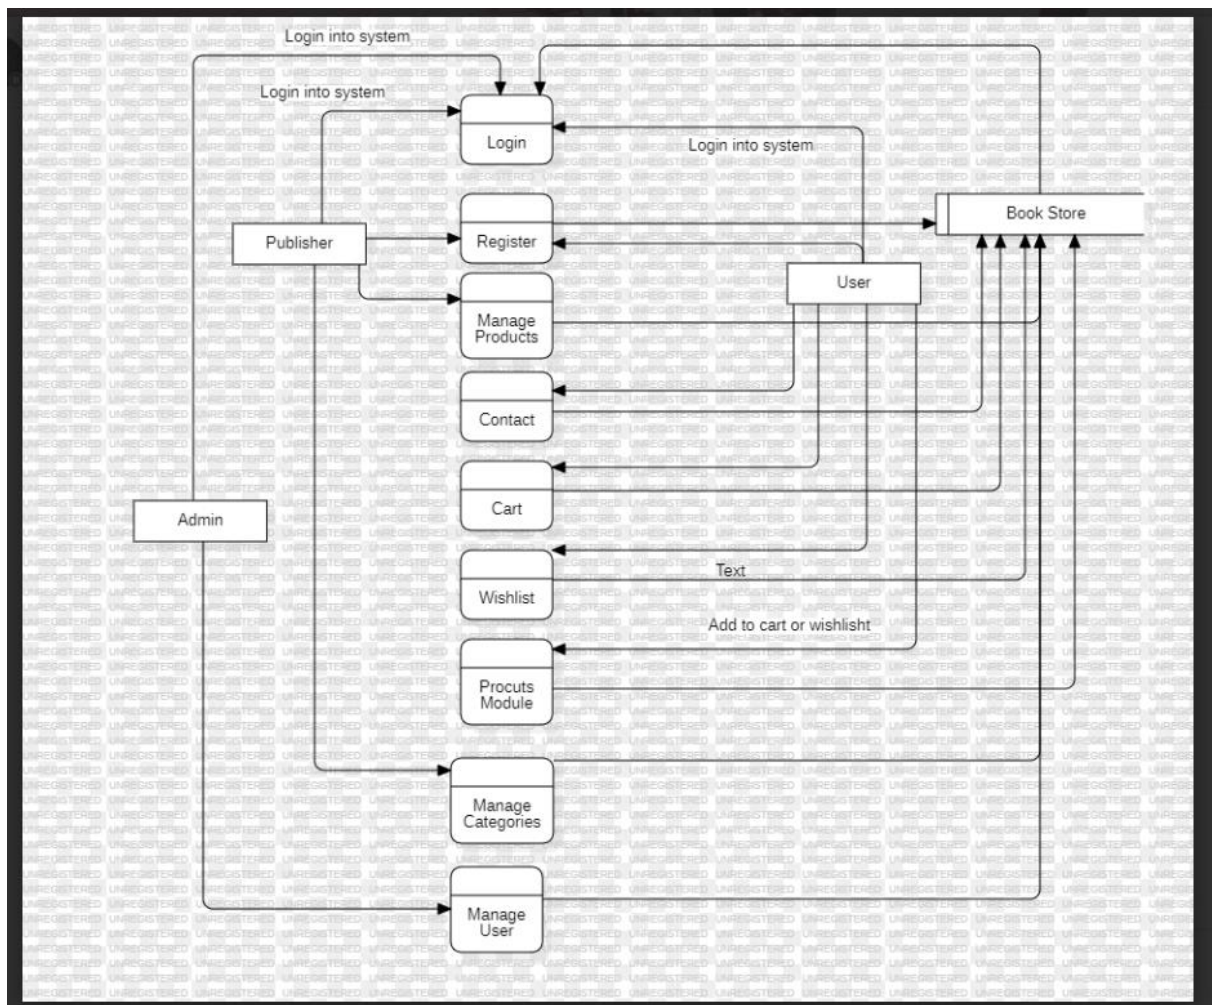 Login into system
Login into system
Login
Login into system
Book Store
Publisher
Register
User
Manage
Products
Contact
Cart
Admin
Wishlist
Text
Add to cart or wishlisht
Procuts
Module
Manage
Categories
Manage
User
UNREGISTERED